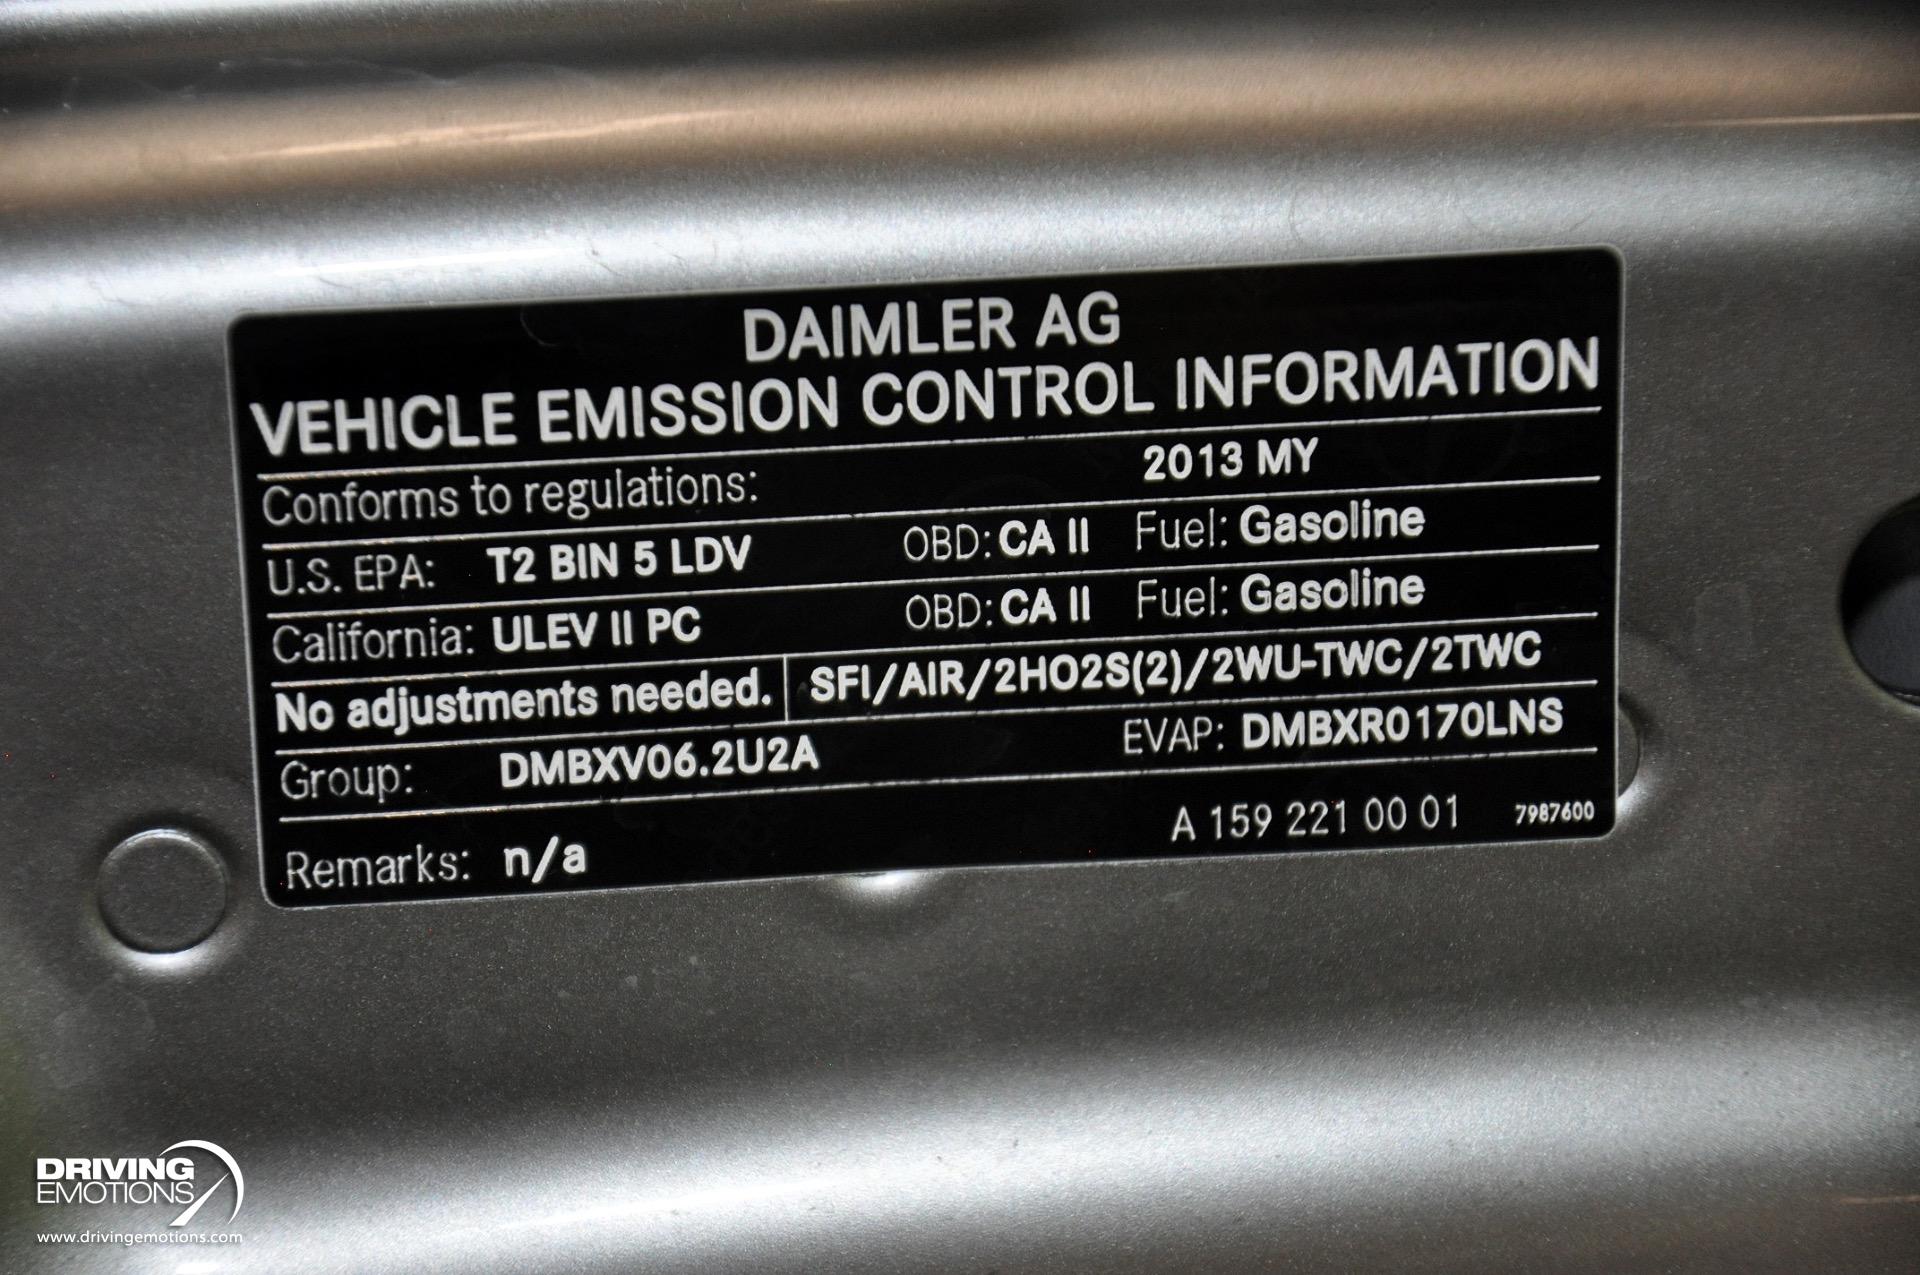 DAIMLER AG
VEHICLE EMISSION CONTROL INFORMATION
Conforms to regulations: 2013 MY
U.S. EPA: T2 BIN 5 LDV OBD: CA II Fuel: Gasoline
California: ULEV II PC OBD: CA II Fuel: Gasoline
No adjustments needed. SFI/AIR/2HO2S(2)/2WU-TWC/2TWC
Group: DMBXV06.2U2A EVAP: DMBXR0170LNS
Remarks: n/a A 159 221 00 01 7987600
DRIVING
EMOTIONS
www.drivingemotions.com